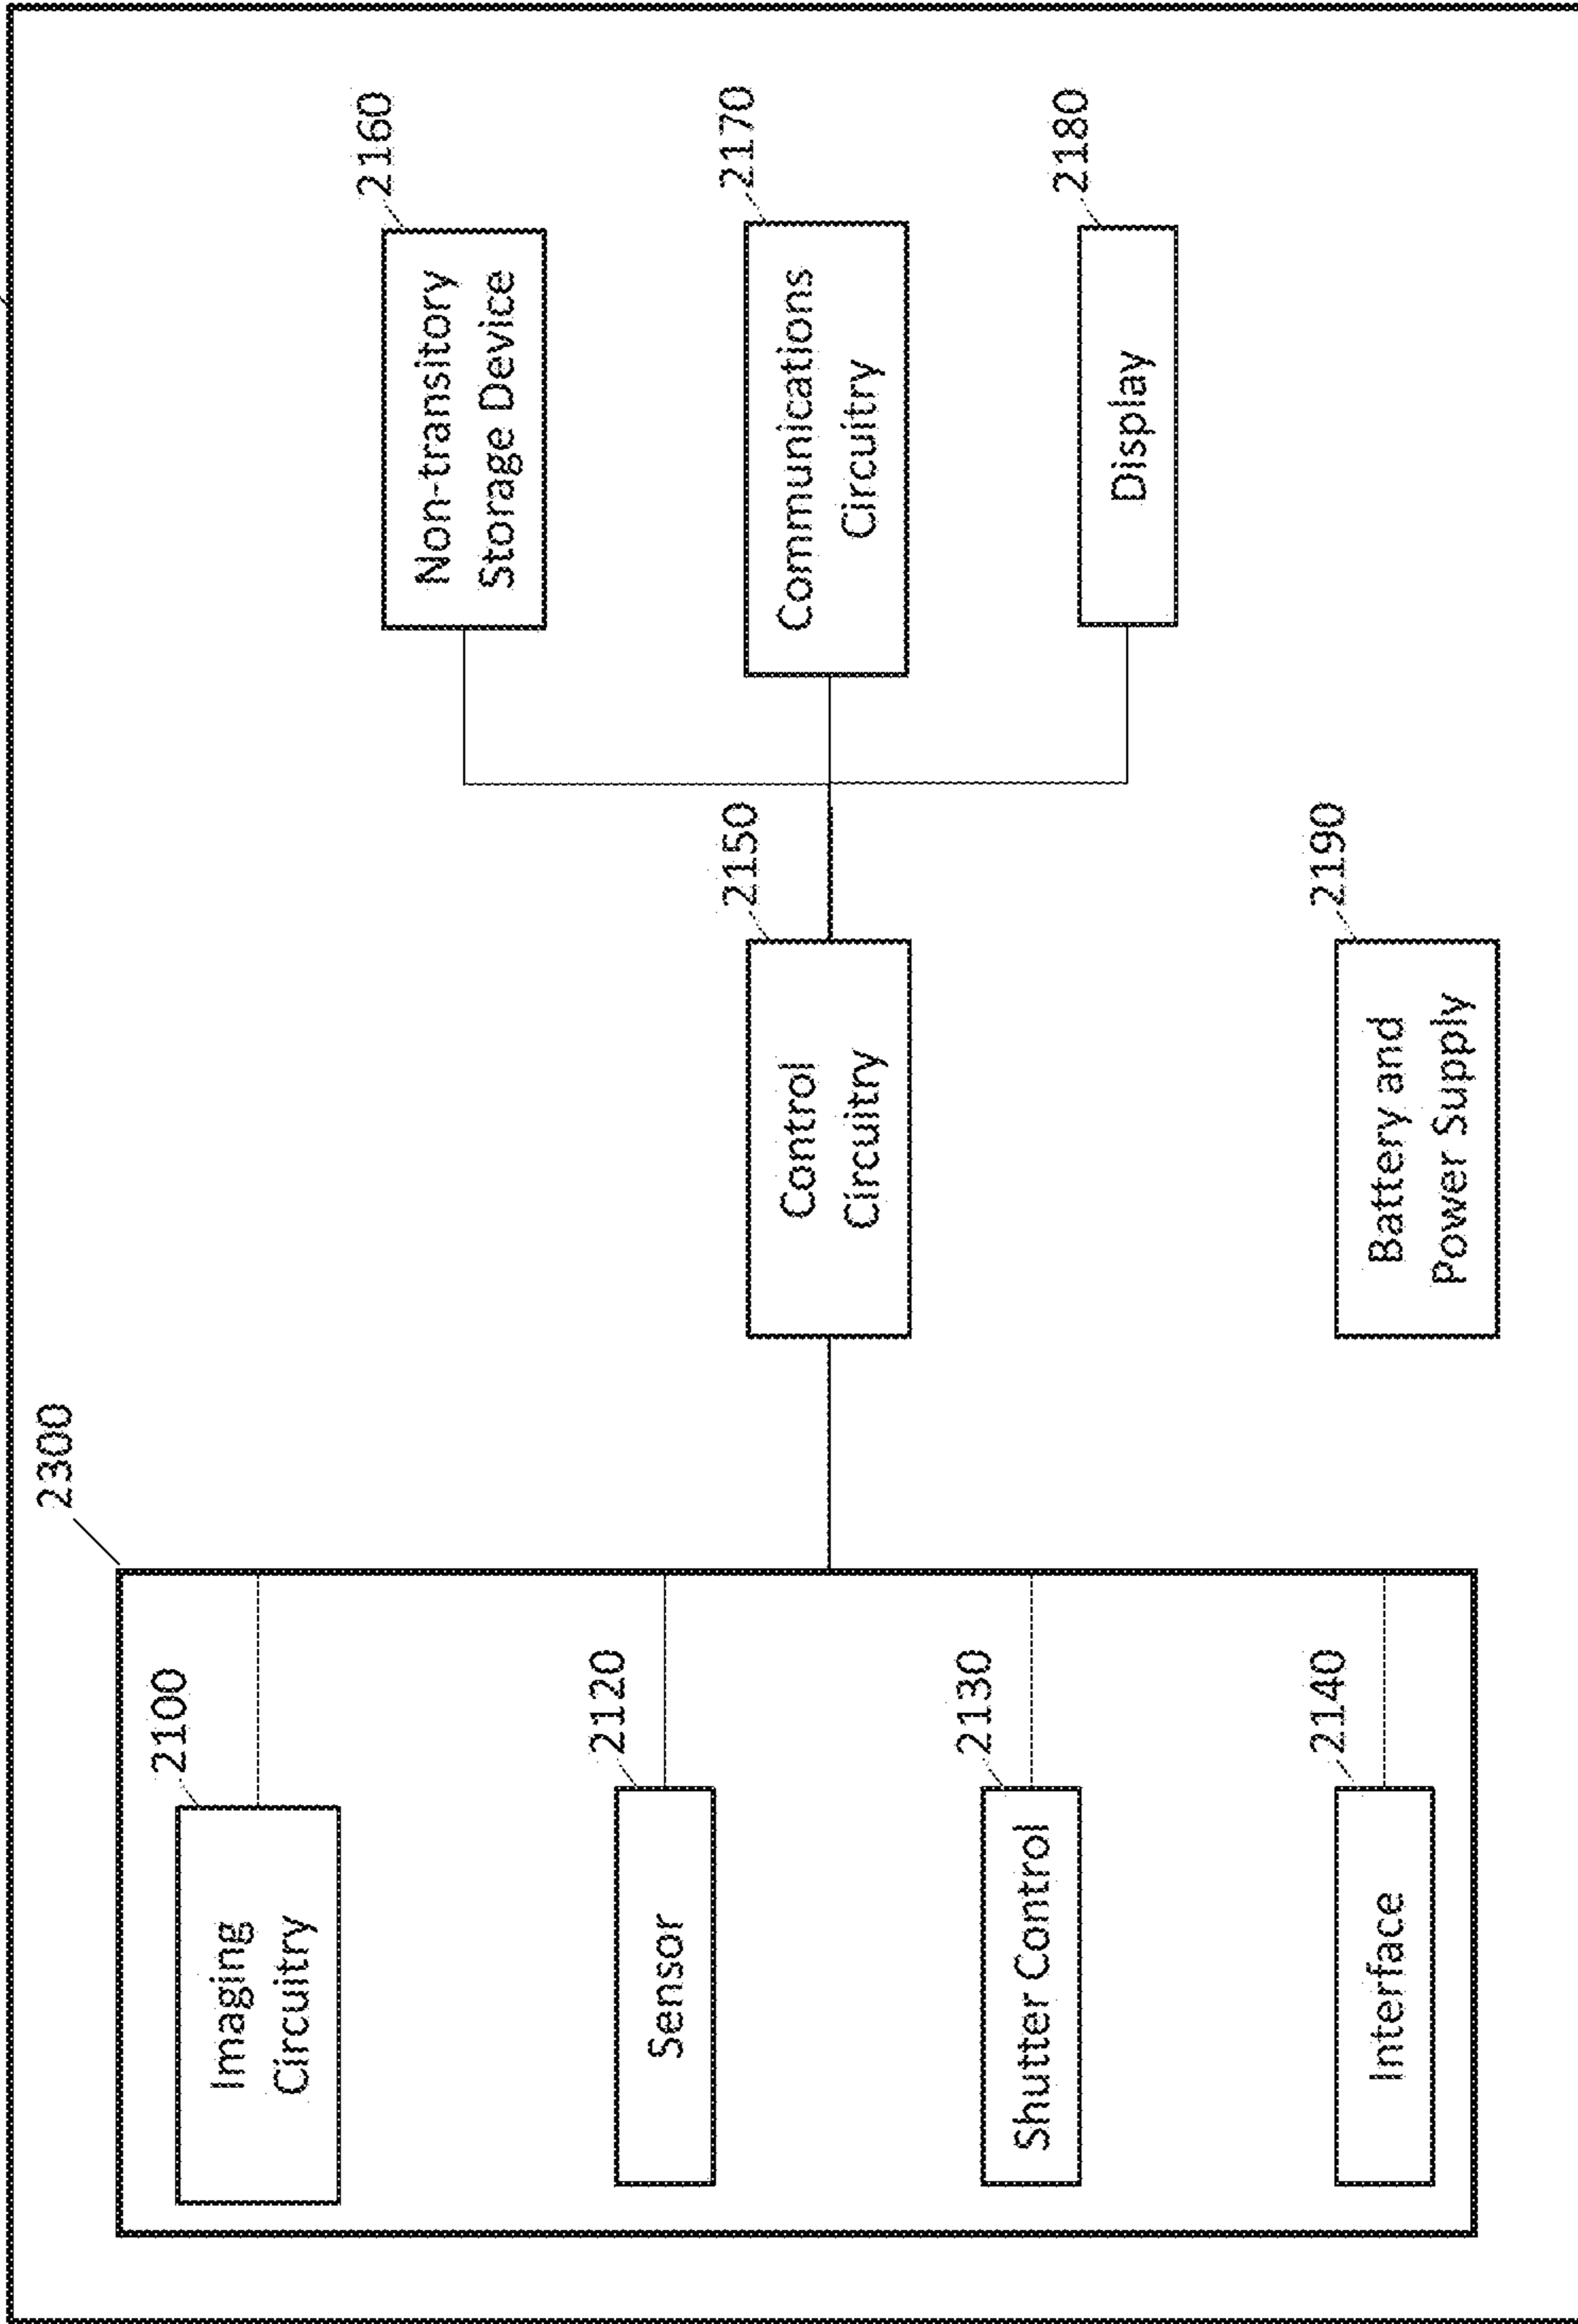 2300
2100
Imaging
Circuitry
2120
Sensor
2130
Shutter Control
2140
Interface
2150
Control
Circuitry
2190
Battery and
Power Supply
2160
Non-transitory
Storage Device
2170
Communications
Circuitry
2180
Display